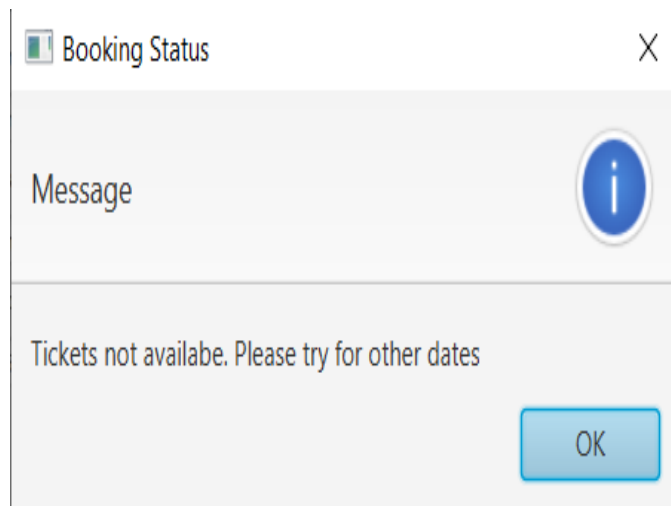 Booking Status
Message
Tickets not availabe. Please try for other dates
OK